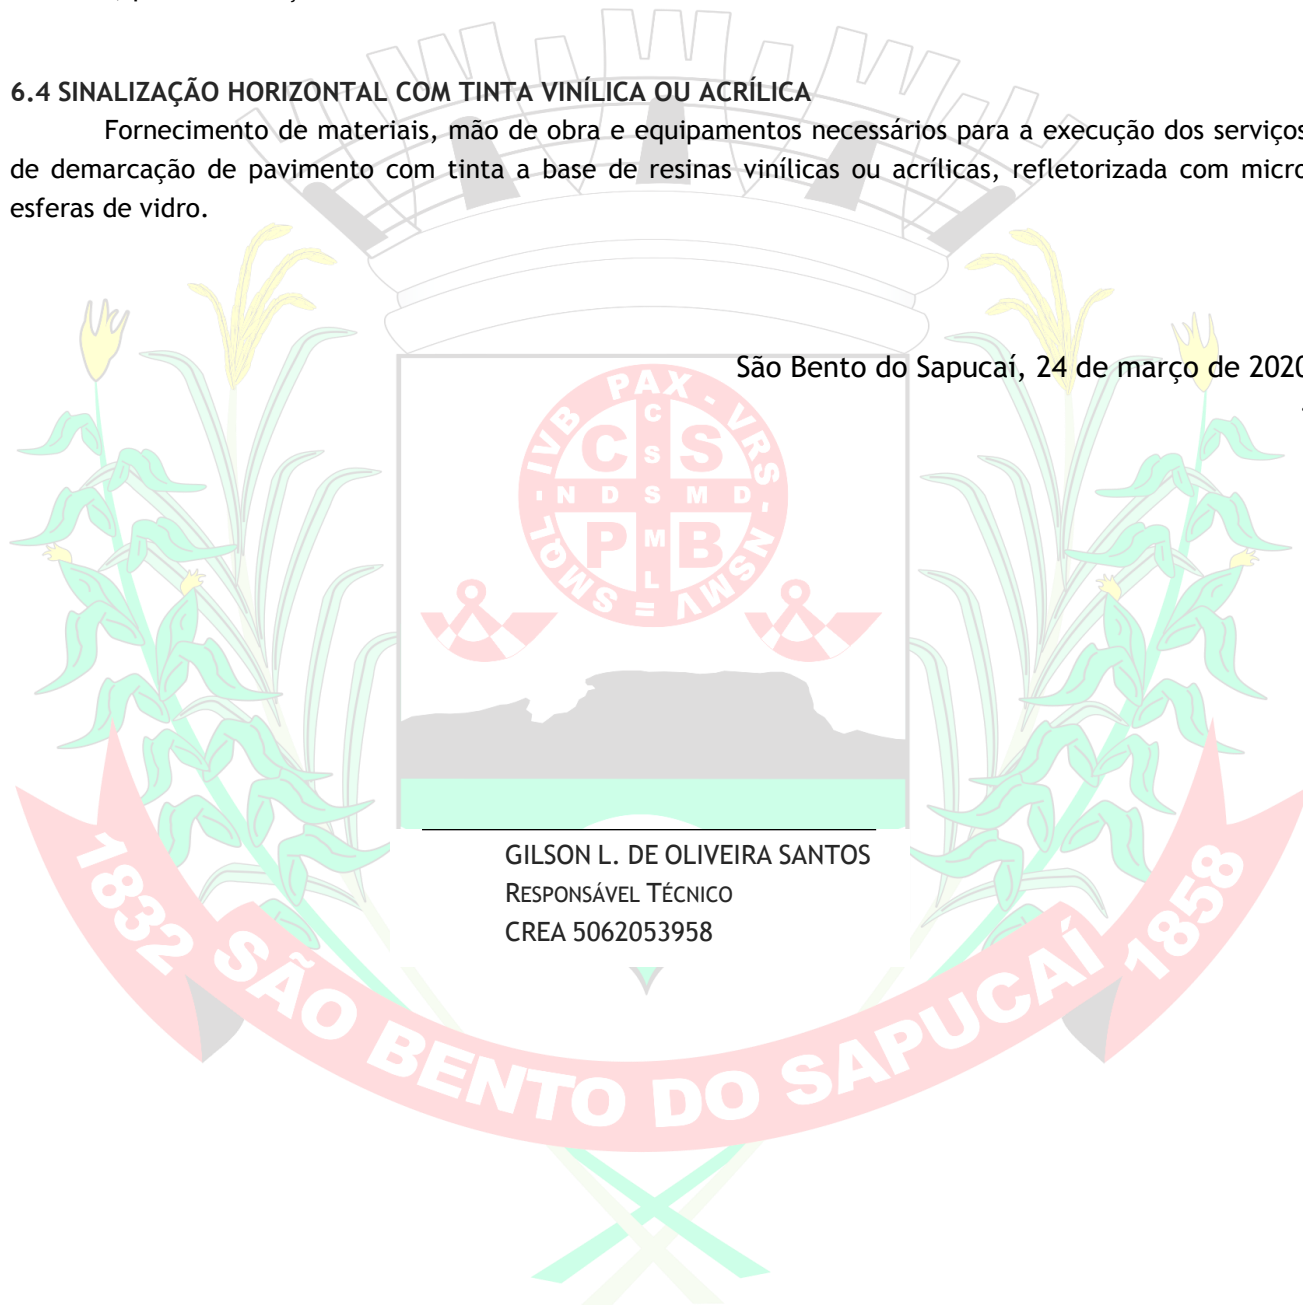 6.4 SINALIZAÇÃO HORIZONTAL COM TINTA VINÍLICA OU ACRÍLICA
Fornecimento de materiais, mão de obra e equipamentos necessários para a execução dos serviços
de demarcação de pavimento com tinta a base de resinas vinílicas ou acrílicas, refletorizada com micro
esferas de vidro.
São Bento do Sapucaí, 24 de março de 2020
.
IVB PAX - VRS - NSMV = SMQL -
C S
P B
C S S M L
N D S M D
GILSON L. DE OLIVEIRA SANTOS
RESPONSÁVEL TÉCNICO
CREA 5062053958
1832 SÃO BENTO DO SAPUCAÍ 1858